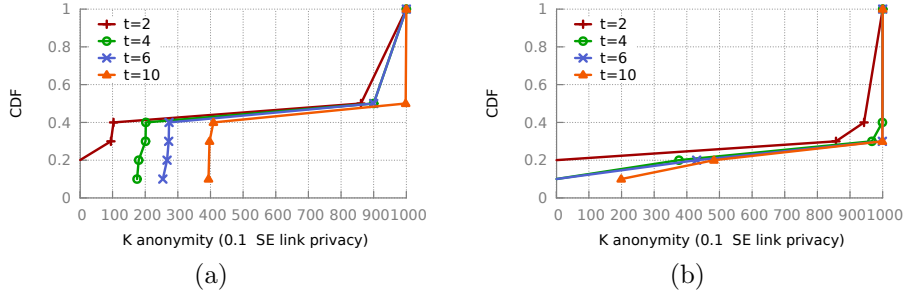 1
0.8
0.6
0.4
0.2
0
CDF
t=2
t=4
t=6
t=10
0 100 200 300 400 500 600 700 800 9001000
K anonymity (0.1 SE link privacy)
(a)
1
0.8
0.6
0.4
0.2
0
CDF
t=2
t=4
t=6
t=10
0 100 200 300 400 500 600 700 800 9001000
K anonymity (0.1 SE link privacy)
(b)